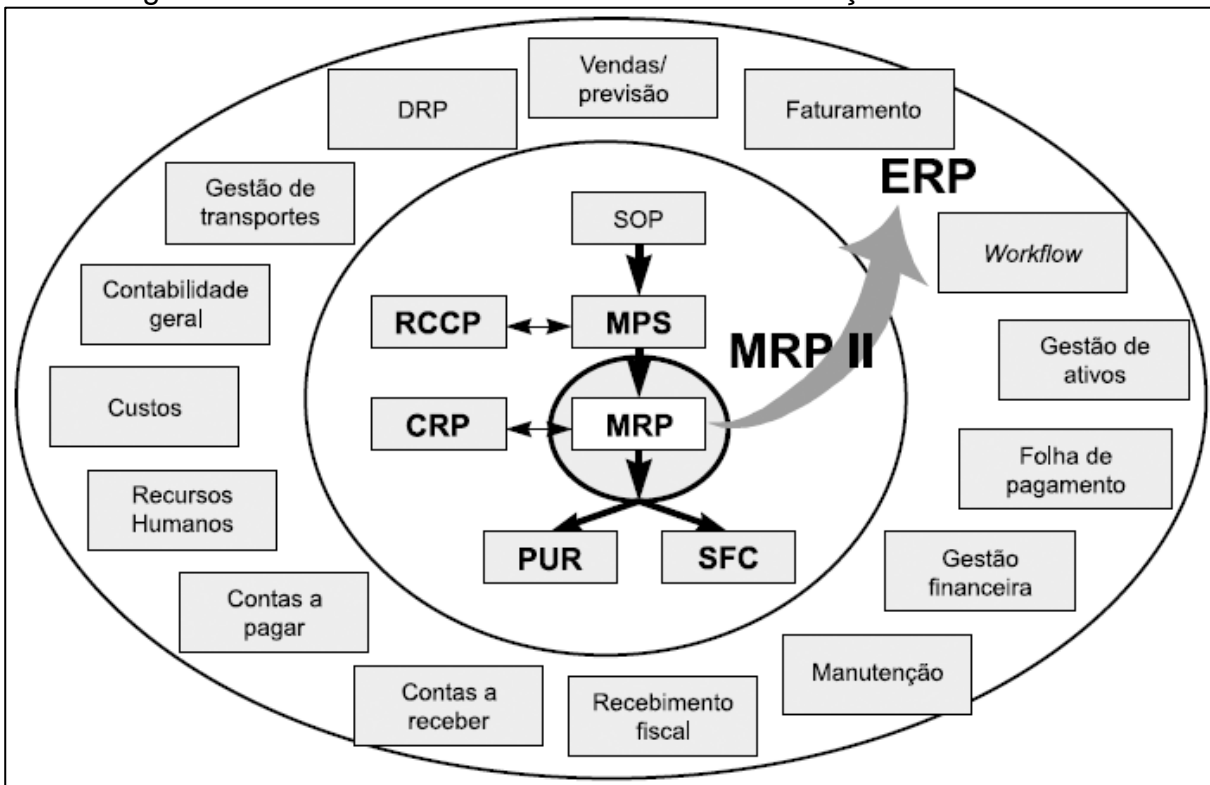 Vendas/
previsão
DRP
Faturamento
ERP
Gestão de
transportes
SOP
Workflow
Contabilidade
geral
RCCP
MPS
MRP II
Gestão de
ativos
Custos
CRP
MRP
Folha de
pagamento
Recursos
Humanos
PUR
SFC
Gestão
financeira
Contas a
pagar
Manutenção
Contas a
receber
Recebimento
fiscal